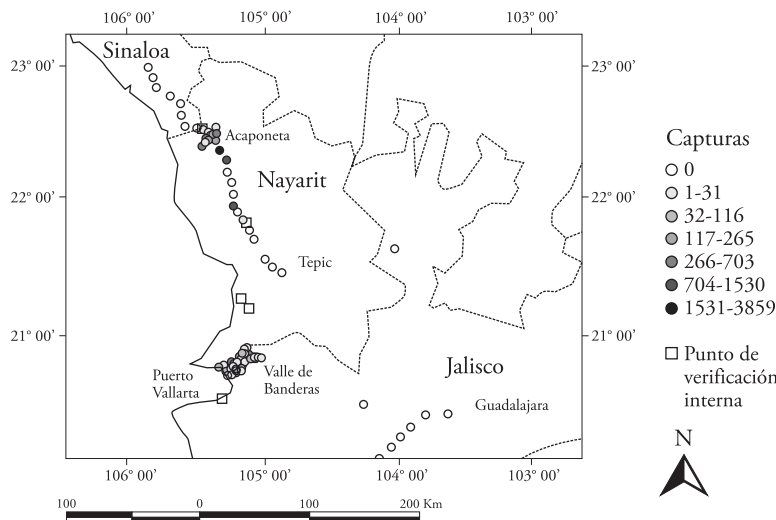 106° 00’ 105° 00’ 104° 00’ 103° 00’
Sinaloa
23° 00’ 23° 00’
Acaponeta
Capturas
0
1-31
32-116
117-265
266-703
704-1530
1531-3859
Nayarit
22° 00’ 22° 00’
Tepic
21° 00’ 21° 00’
Puerto
Vallarta
Valle de
Banderas
Jalisco
Guadalajara
Punto de
verificación
interna
N
106° 00’ 105° 00’ 104° 00’ 103° 00’
100 0 100 200 Km